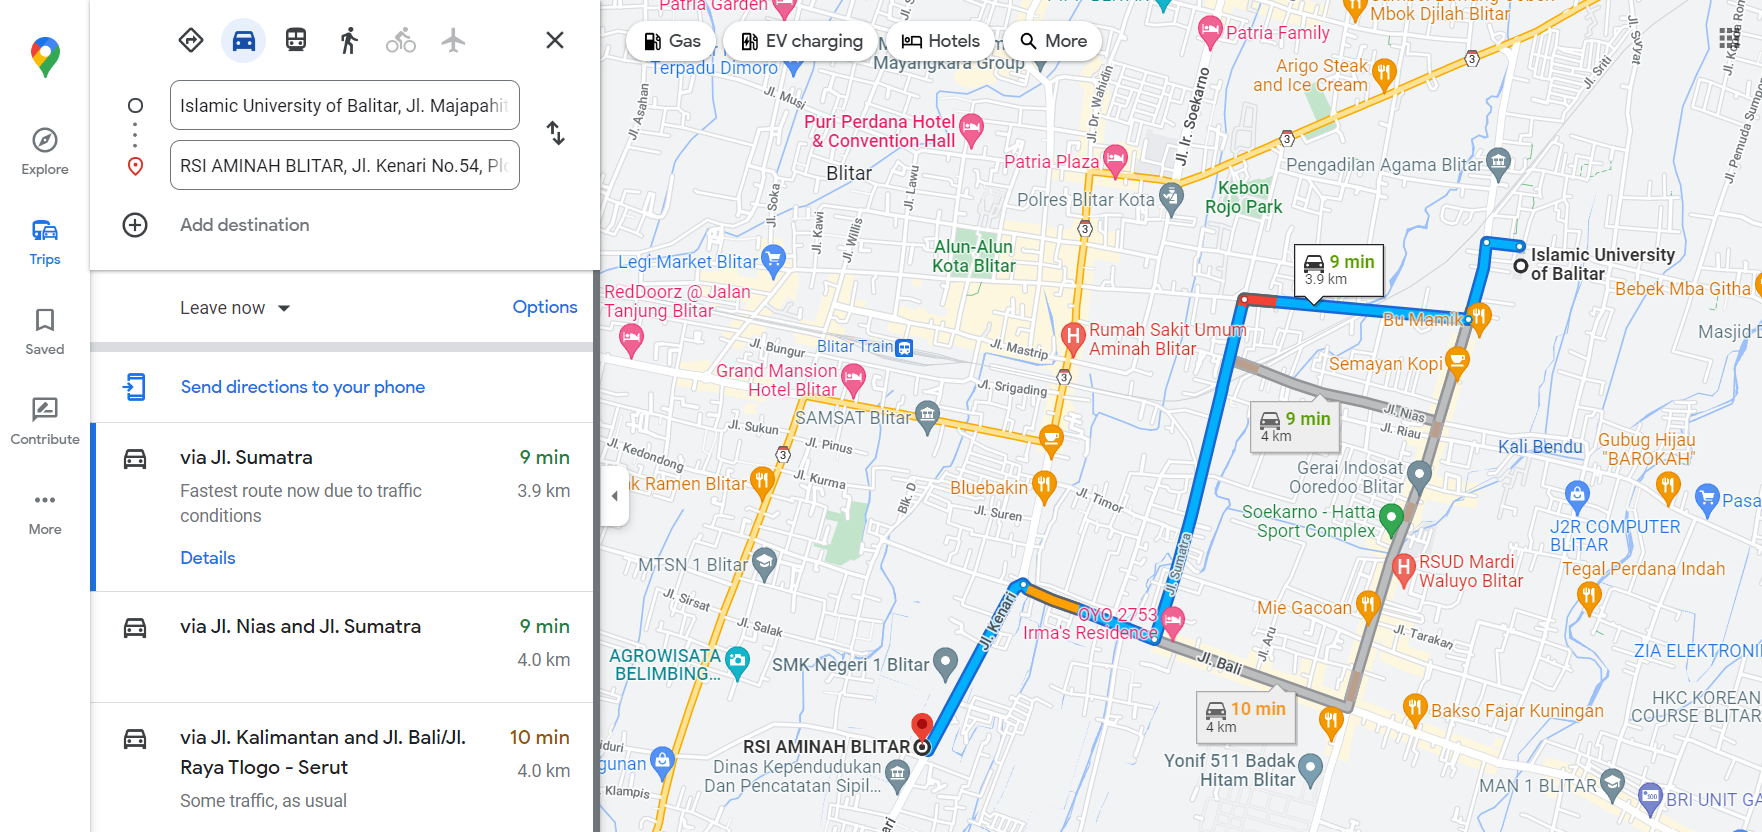 Explore
Trips
Saved
Contribute
More
Islamic University of Balitar, Jl. Majapahit
RSI AMINAH BLITAR, Jl. Kenari No.54, Plo
Add destination
Leave now
Options
Send directions to your phone
via Jl. Sumatra
9 min
Fastest route now due to traffic
conditions
3.9 km
Details
via Jl. Nias and Jl. Sumatra
9 min
4.0 km
via Jl. Kalimantan and Jl. Bali/Jl.
Raya Tlogo - Serut
10 min
4.0 km
Some traffic, as usual
Gas
EV charging
Hotels
More
Patria Garden
Mbok Djilah Blitar
Patria Family
Terpadu Dimoro
Mayangkara Group
Arigo Steak
and Ice Cream
Jl. Musi
Jl. Asahan
Jl. Dr. Wahidin
Jl. Ir. Soekarno
Jl. Sriti
Puri Perdana Hotel
& Convention Hall
Patria Plaza
Pengadilan Agama Blitar
Blitar
Polres Blitar Kota
Kebon
Rojo Park
Jl. Soka
Jl. Kawi
Jl. Willis
Jl. Lawu
Alun-Alun
Kota Blitar
Legi Market Blitar
9 min
3.9 km
Islamic University
of Balitar
Bebek Mba Githa
RedDoorz @ Jalan
Tanjung Blitar
Rumah Sakit Umum
Aminah Blitar
Bu Mamik
Masjid D
Blitar Train
Jl. Bungur
Jl. Mastrip
Semayan Kopi
Grand Mansion
Hotel Blitar
Jl. Srigading
SAMSAT Blitar
9 min
4 km
Jl. Nias
Jl. Riau
Jl. Sukun
Jl. Pinus
Jl. Kedondong
Kali Bendu
Gubug Hijau
"BAROKAH"
k Ramen Blitar
Jl. Kurma
Blk. D
Bluebakin
Jl. Timor
Jl. Suren
Gerai Indosat
Ooredoo Blitar
Soekarno - Hatta
Sport Complex
Pasa
J2R COMPUTER
BLITAR
MTSN 1 Blitar
Jl. Sumatra
RSUD Mardi
Waluyo Blitar
Tegal Perdana Indah
Jl. Sirsat
Jl. Salak
Jl. Kenari
OYO 2753
Irma's Residence
Mie Gacoan
Jl. Aru
Jl. Tarakan
AGROWISATA
BELIMBING...
SMK Negeri 1 Blitar
Jl. Bali
ZIA ELEKTRONI
10 min
4 km
Bakso Fajar Kuningan
HKC KOREAN
COURSE BLITAR
RSI AMINAH BLITAR
Dinas Kependudukan
Dan Pencatatan Sipil...
Yonif 511 Badak
Hitam Blitar
gunan
Klampis
MAN 1 BLITAR
BRI UNIT GA
3
3
3
3
3